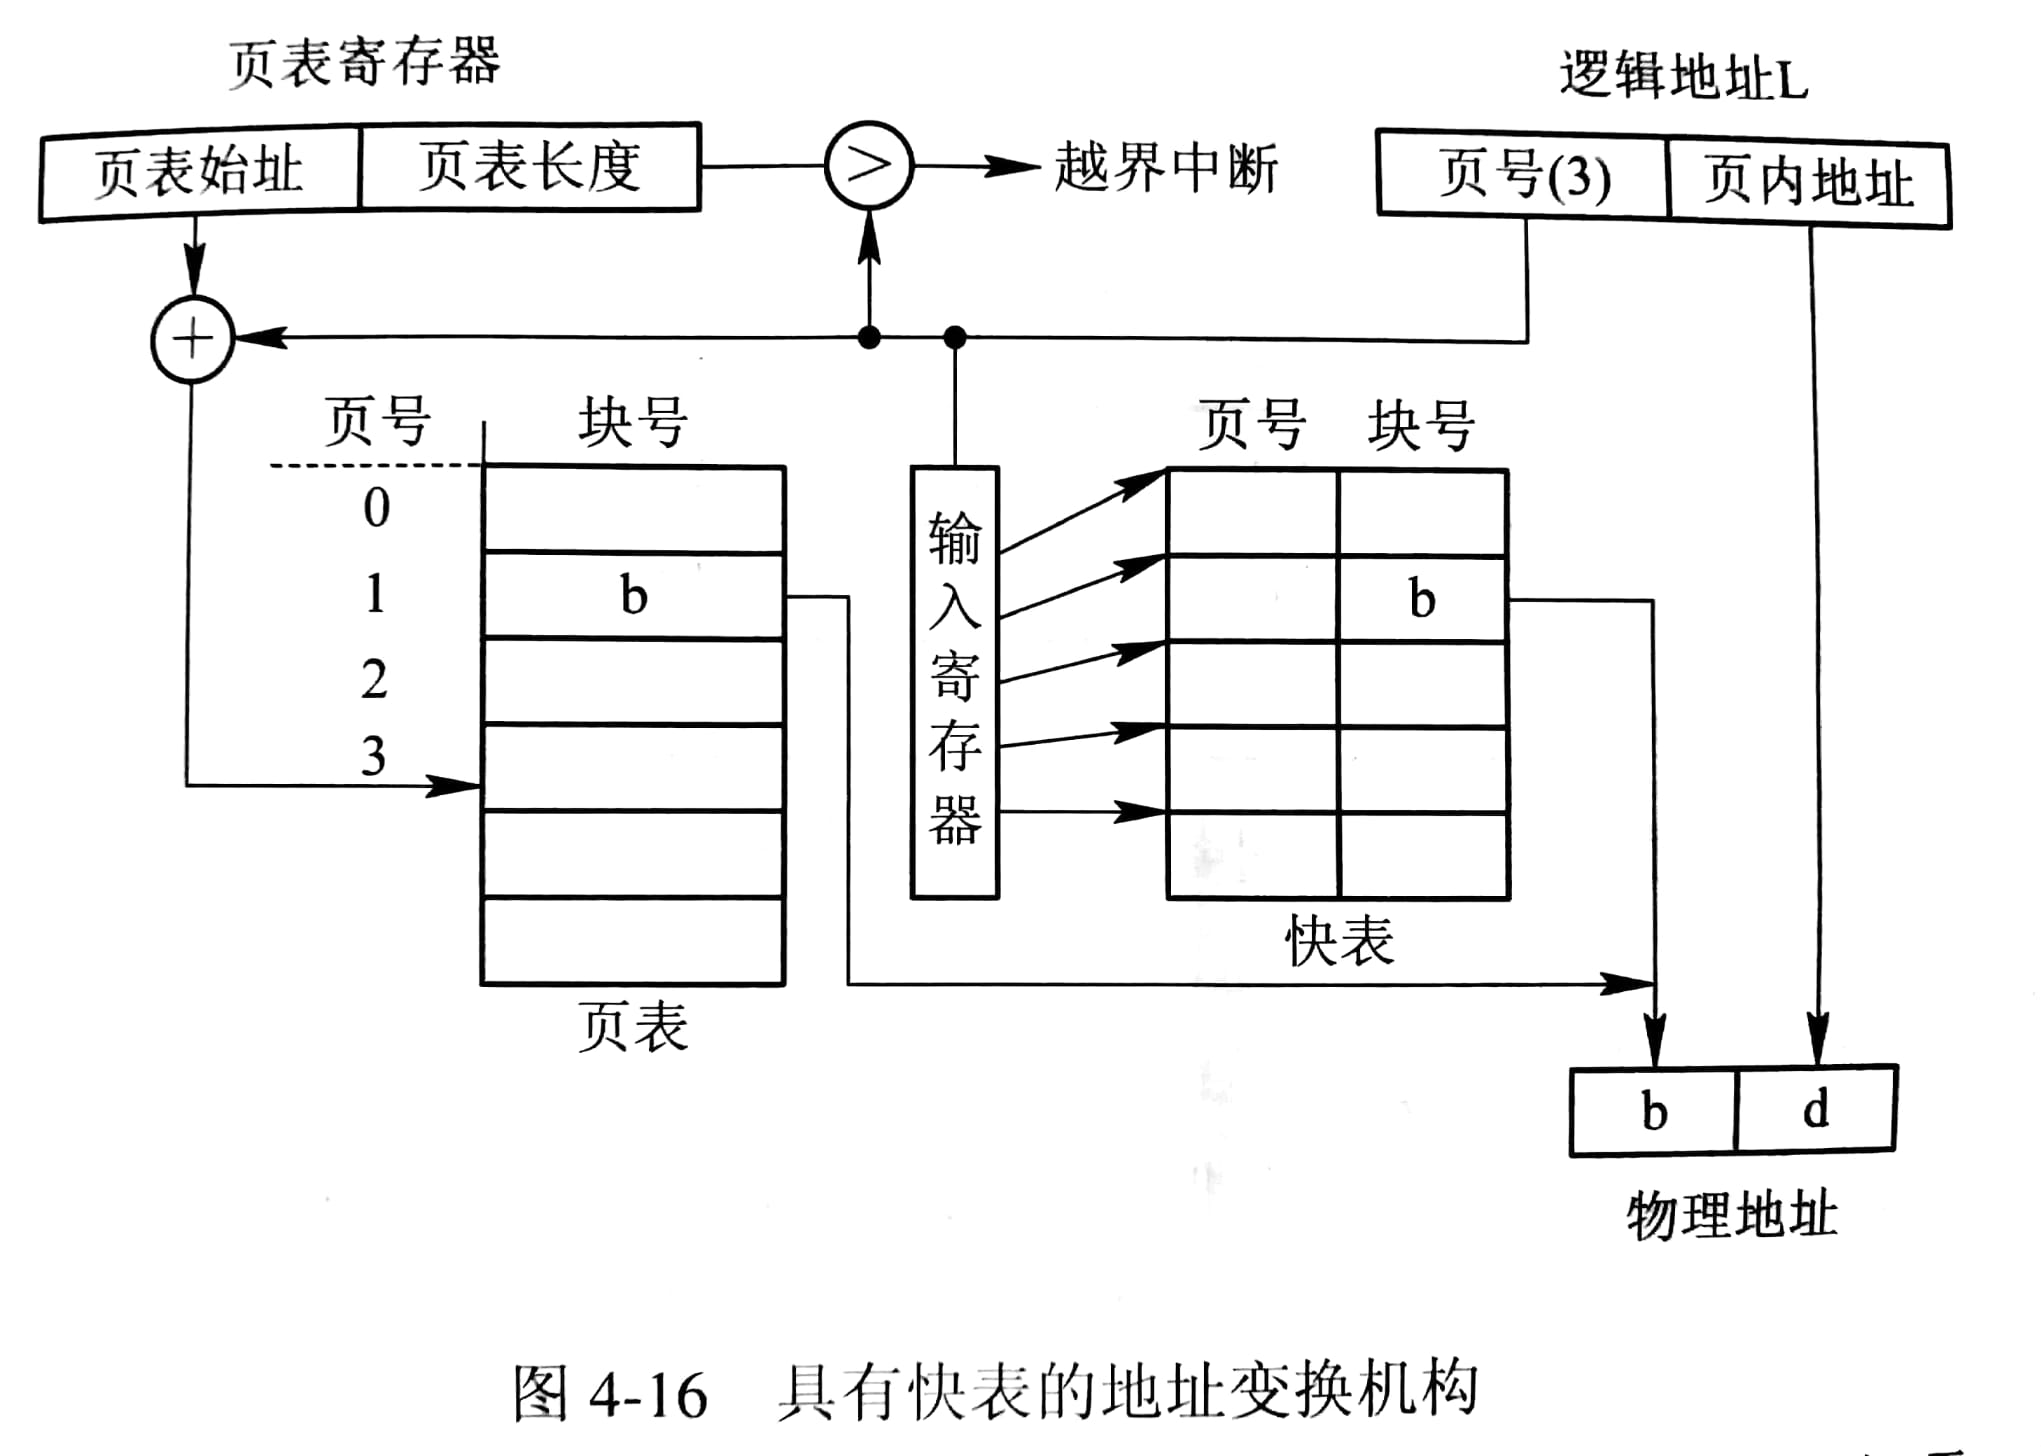 页表寄存器
逻辑地址L
页表始址 页表长度 > 越界中断 页号(3) 页内地址
+
页号 块号 页号 块号
0
1 b b
2
3
输入寄存器
快表
页表
b d
物理地址
图 4-16 具有快表的地址变换机构